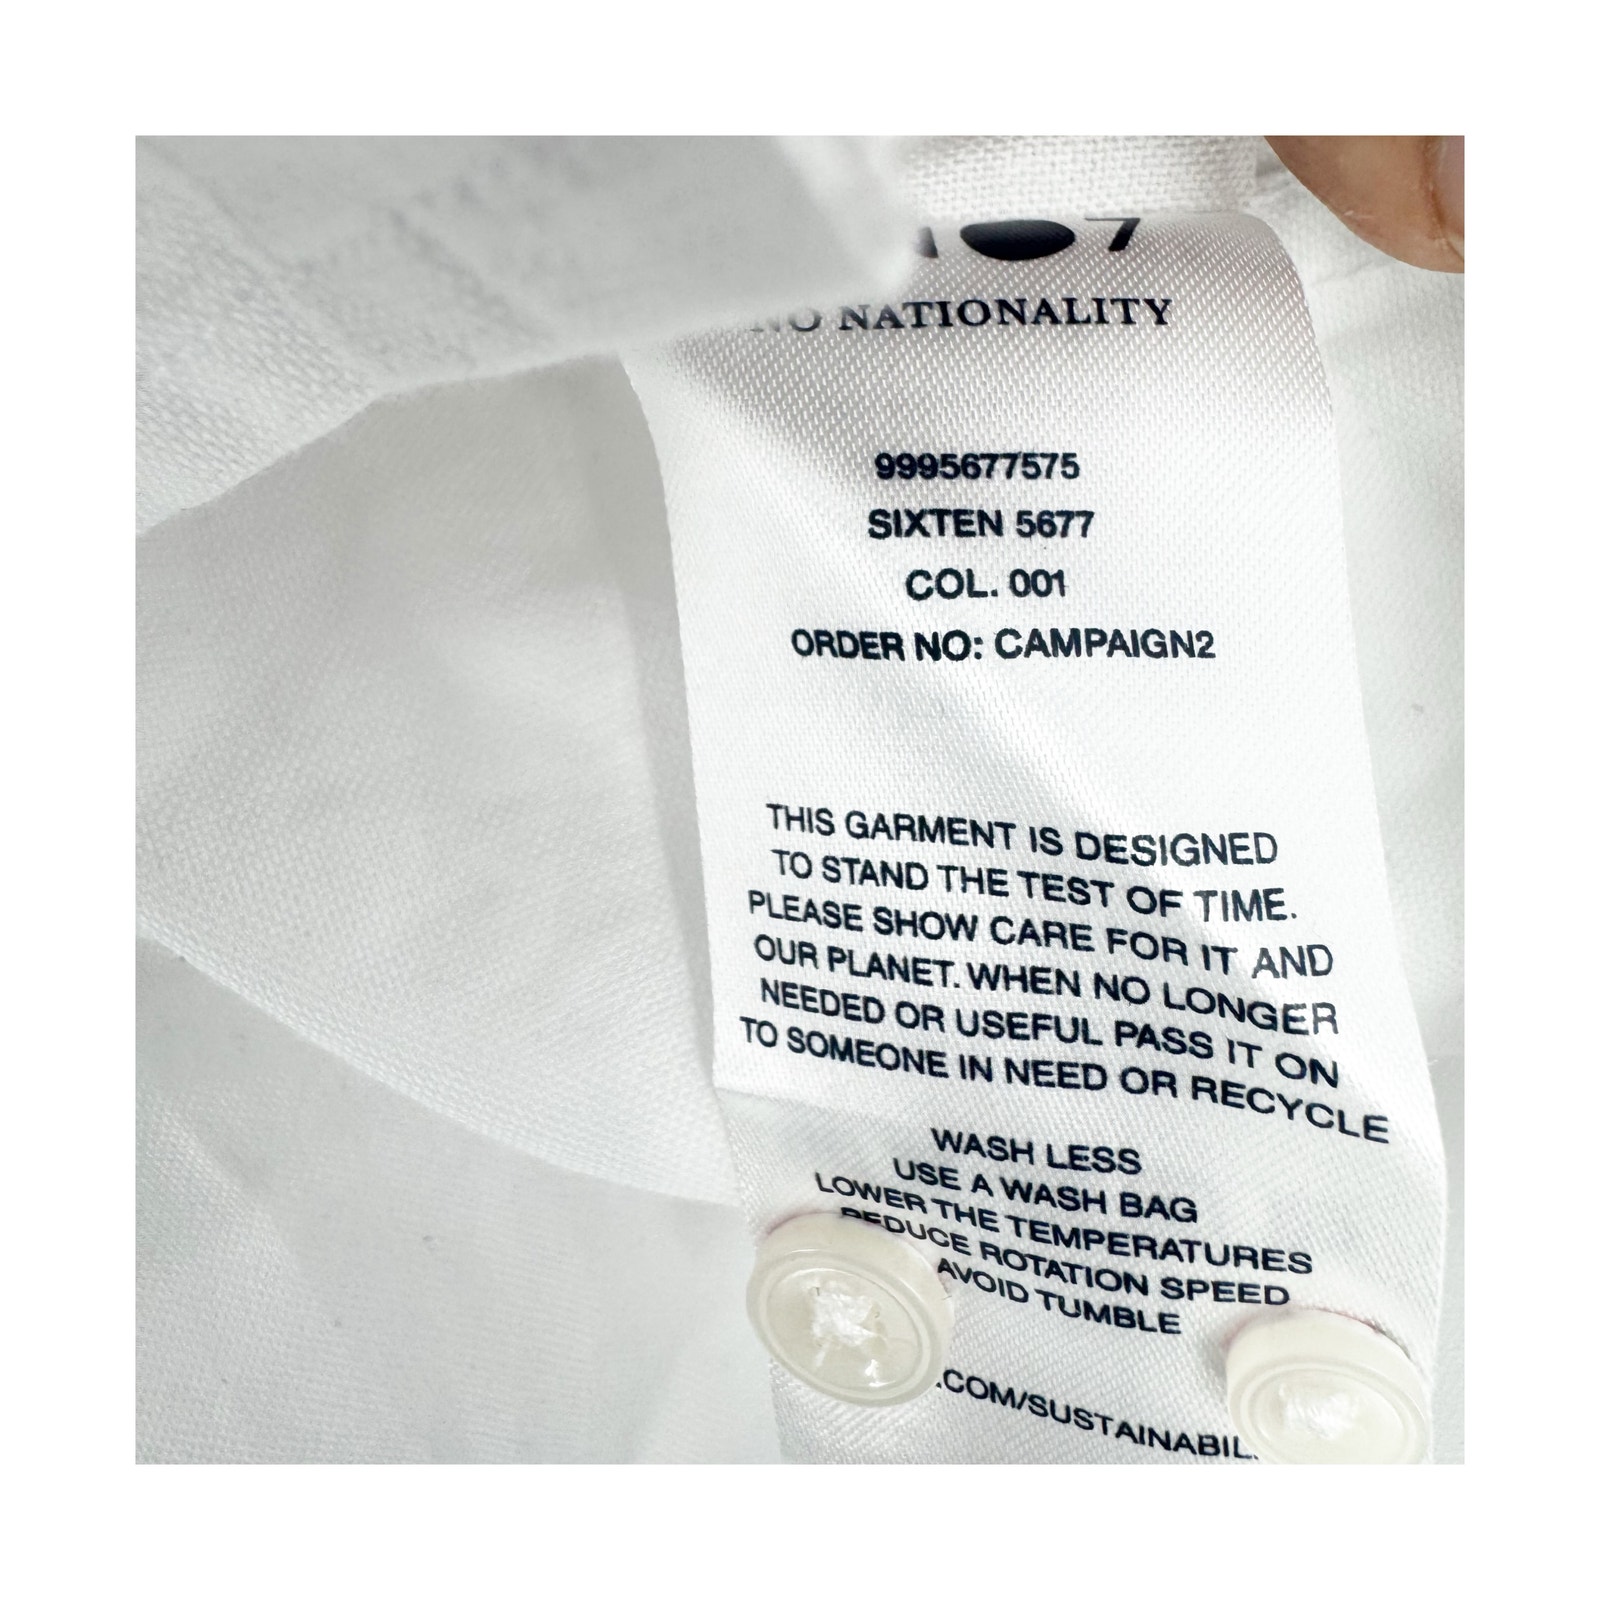 07
NO NATIONALITY
9995677575
SIXTEN 5677
COL. 001
ORDER NO: CAMPAIGN2
THIS GARMENT IS DESIGNED
TO STAND THE TEST OF TIME.
PLEASE SHOW CARE FOR IT AND
OUR PLANET. WHEN NO LONGER
NEEDED OR USEFUL PASS IT ON
TO SOMEONE IN NEED OR RECYCLE
WASH LESS
USE A WASH BAG
LOWER THE TEMPERATURES
REDUCE ROTATION SPEED
AVOID TUMBLE
.COM/SUSTAINABIL